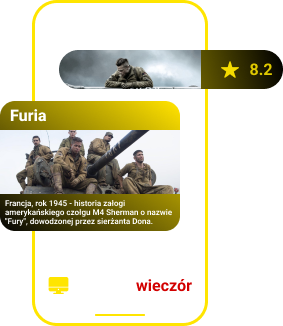 8.2
Furia
Francja, rok 1945 - historia załogi
amerykańskiego czołgu M4 Sherman o nazwie
"Fury", dowodzonej przez sierżanta Dona.
wieczór